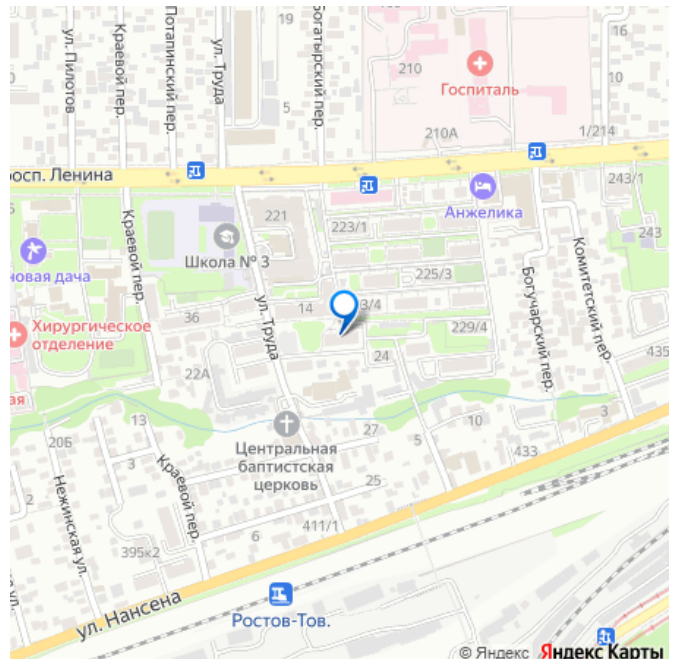 19
ул. Пилотов
Краевой пер.
Потапинский пер.
ул. Труда
Богатырский пер.
5
210
Госпиталь
16
10
210А
1/214
росп. Ленина
243/1
Анжелика
221
223/1
Школа № 3
243
новая дача
Краевой пер.
225/3
Комитетский пер.
Богучарский пер.
ул. Труда
14
3/4
36
229/4
Хирургическое
отделение
24
435
22А
ая
13
3
20Б
27
5
10
Центральная
баптистская
церковь
433
3
25
Краевой пер.
Нежинская ул.
411/1
6
395к2
ул. Нансена
Ростов-Тов.
© Яндекс Яндекс Карты